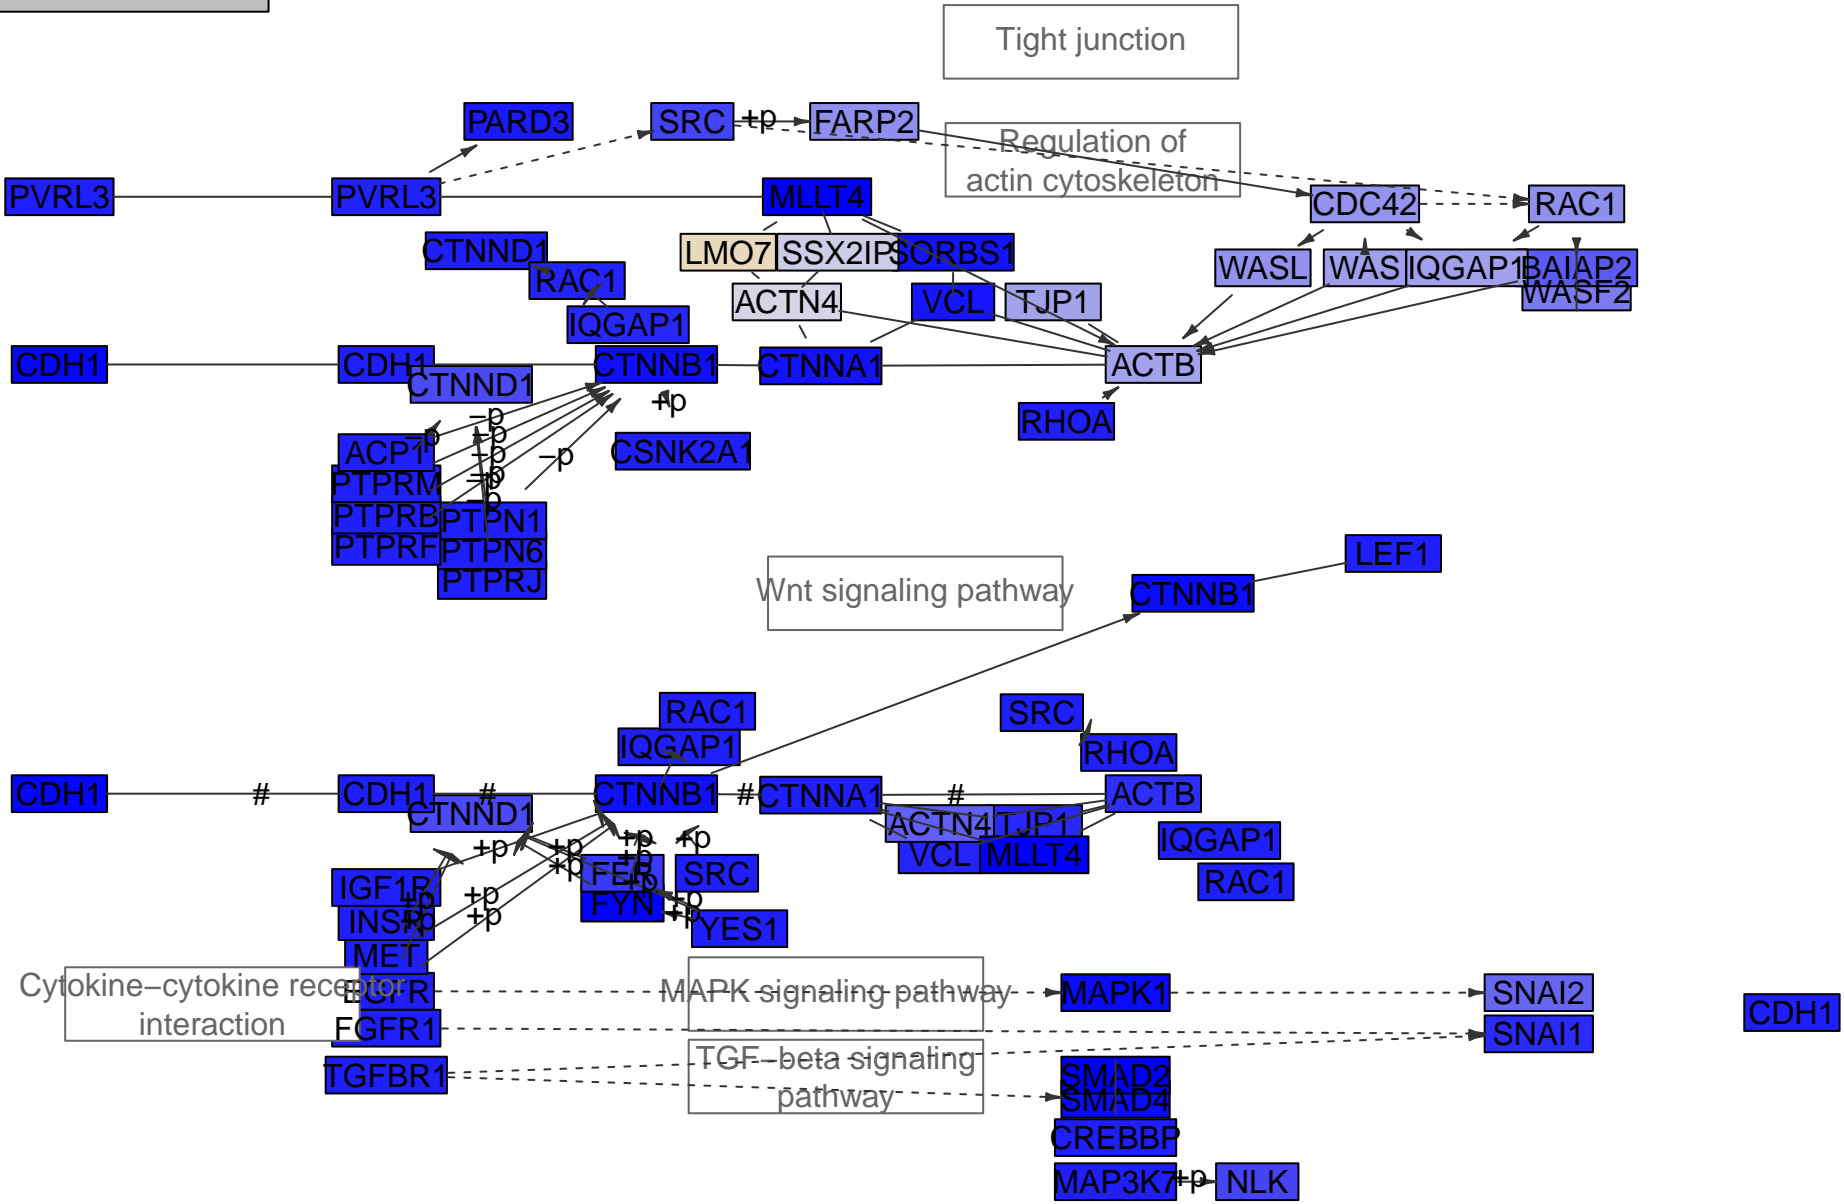 Tight junction
PARD3
SRC
+p
FARP2
Regulation of
actin cytoskeleton
PVRL3
PVRL3
MLLT4
CDC42
RAC1
CTNND1
LMO7
SSX2IP
SORBS1
WASL
WAS
IQGAP1
BAIAP2
RAC1
WASF2
ACTN4
VCL
TJP1
IQGAP1
CDH1
CDH1
CTNND1
CTNNB1
CTNNA1
ACTB
+p
RHOA
−p
−p
−p
−p
−p
−p
−p
−p
ACP1
CSNK2A1
PTPRM
PTPRB
PTPN1
PTPRF
PTPN6
PTPRJ
LEF1
Wnt signaling pathway
CTNNB1
RAC1
SRC
IQGAP1
RHOA
CDH1
#
CDH1
#
CTNNB1
#
CTNNA1
#
ACTB
CTNND1
ACTN4
TJP1
+p
+p
+p
+p
IQGAP1
VCL
MLLT4
+p
+p
FER
+p
SRC
RAC1
IGF1R
+p
+p
FYN
+p
INSR
+p
+p
+p
YES1
MET
Cytokine−cytokine receptor
interaction
EGFR
MAPK signaling pathway
MAPK1
SNAI2
CDH1
FGFR1
SNAI1
TGF−beta signaling
pathway
TGFBR1
SMAD2
SMAD4
CREBBP
MAP3K7
+p
NLK